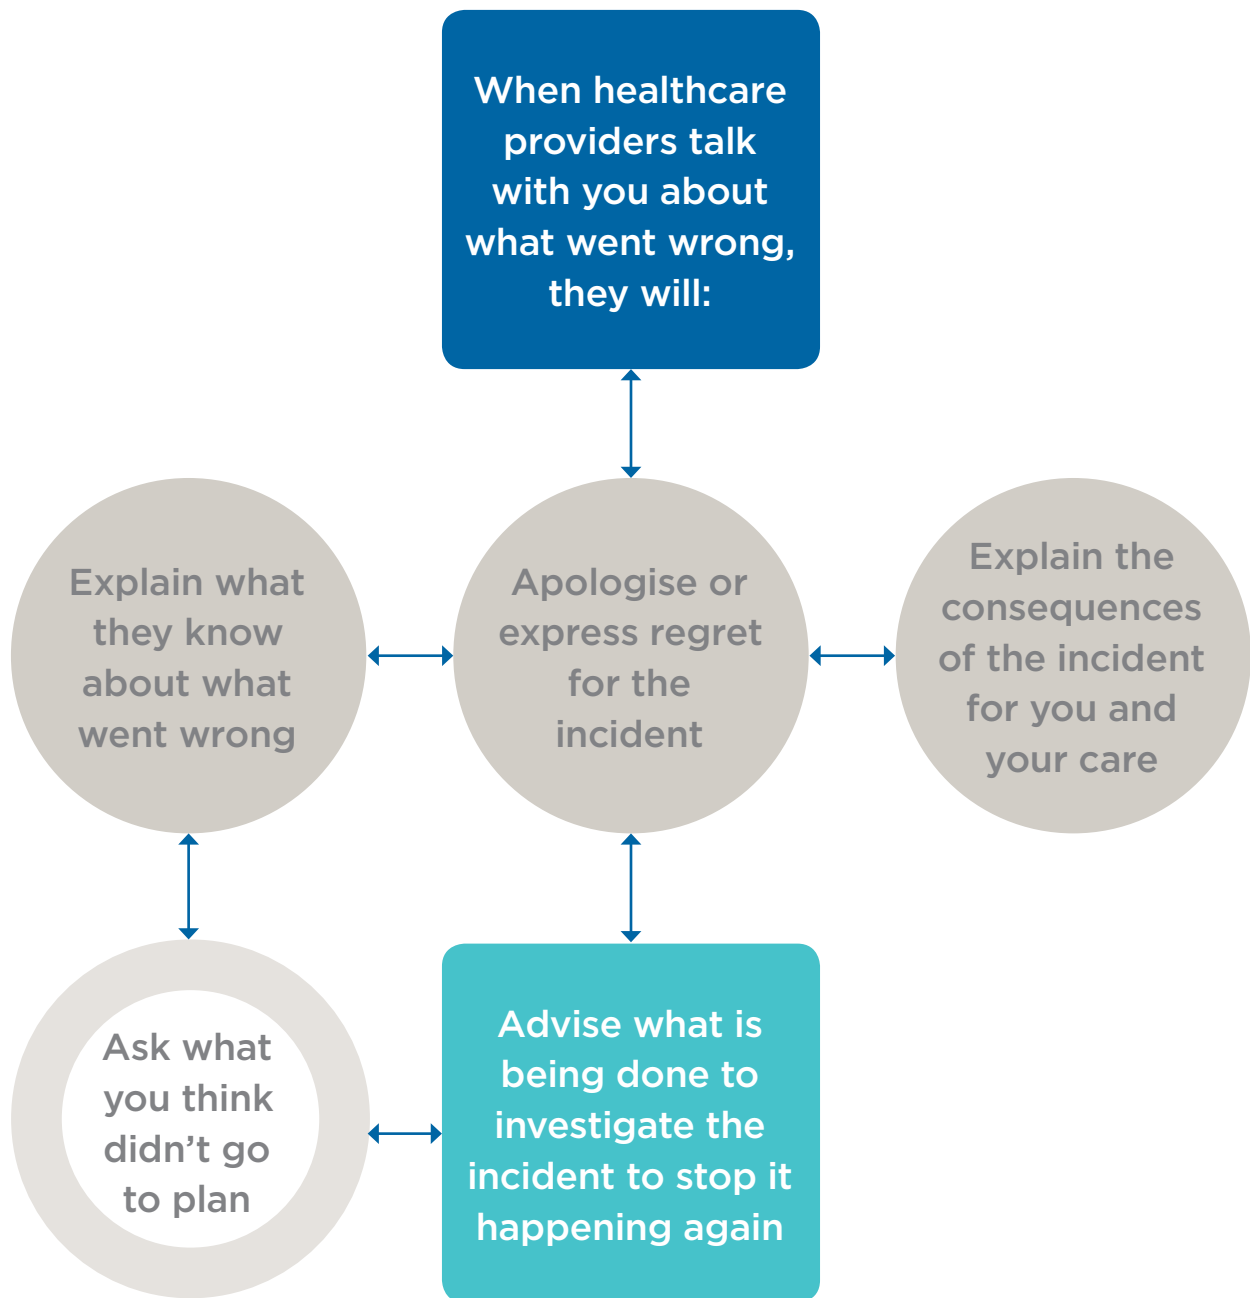 When healthcare
providers talk
with you about
what went wrong,
they will:
Explain what
they know
about what
went wrong
Apologise or
express regret
for the
incident
Explain the
consequences
of the incident
for you and
your care
Ask what
you think
didn’t go
to plan
Advise what is
being done to
investigate the
incident to stop it
happening again